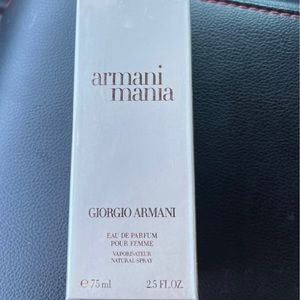 armani
mania
GIORGIO ARMANI
EAU DE PARFUM
POUR FEMME
VAPORISATEUR
NATURAL SPRAY
℮ 75 ml 2.5 FL.OZ.